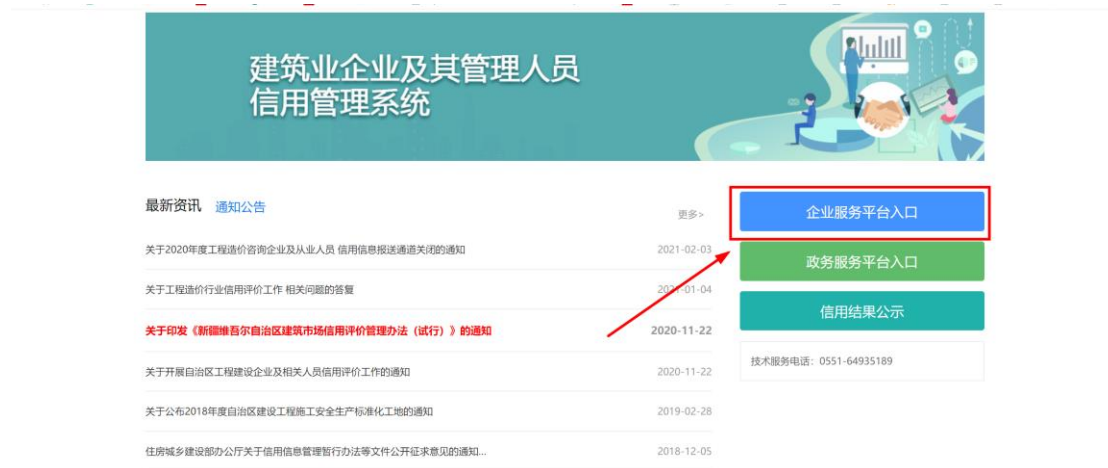 建筑业企业及其管理人员
信用管理系统
最新资讯 通知公告
更多>
关于2020年度工程造价咨询企业及从业人员 信用信息报送通道关闭的通知 2021-02-03
关于工程造价行业信用评价工作 相关问题的答复 2021-01-04
关于印发《新疆维吾尔自治区建筑市场信用评价管理办法（试行）》的通知 2020-11-22
关于开展自治区工程建设企业及相关人员信用评价工作的通知 2020-11-22
关于公布2018年度自治区建设工程施工安全生产标准化工地的通知 2019-02-28
住房城乡建设部办公厅关于信用信息管理暂行办法等文件公开征求意见的通知... 2018-12-05
企业服务平台入口
政务服务平台入口
信用结果公示
技术服务电话：0551-64935189